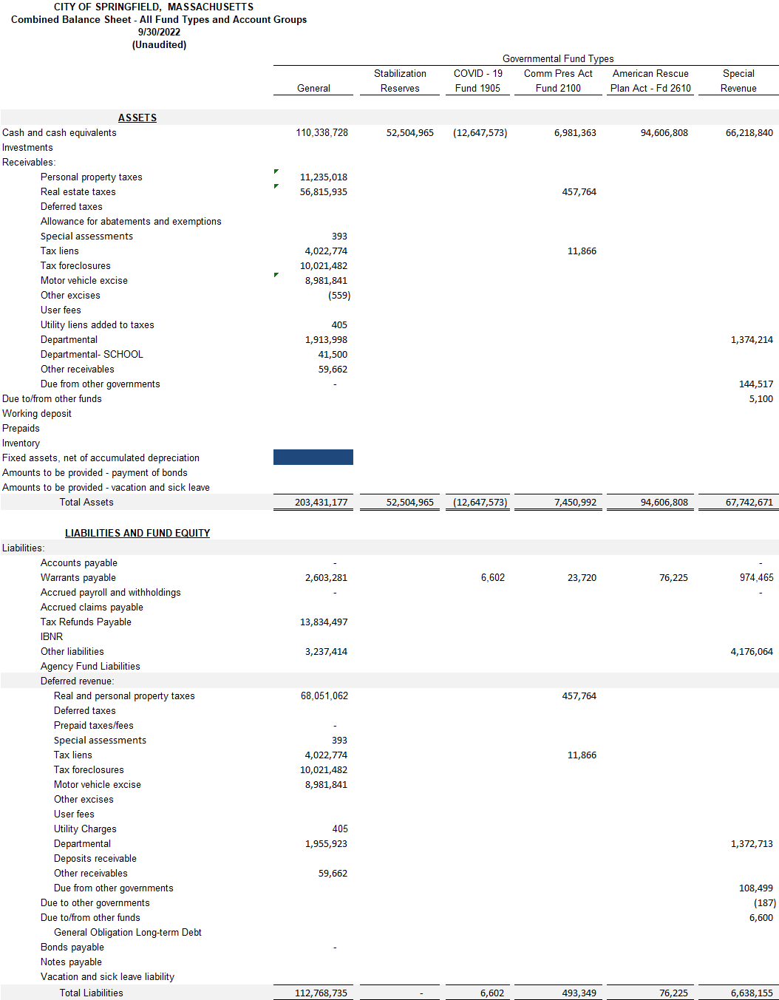 CITY OF SPRINGFIELD, MASSACHUSETTS
Combined Balance Sheet - All Fund Types and Account Groups
9/30/2022
(Unaudited)
Governmental Fund Types
Stabilization COVID - 19 Comm Pres Act American Rescue Special
General Reserves Fund 1905 Fund 2100 Plan Act - Fd 2610 Revenue
ASSETS
Cash and cash equivalents 110,338,728 52,504,965 (12,647,573) 6,981,363 94,606,808 66,218,840
Investments
Receivables:
Personal property taxes 11,235,018
Real estate taxes 56,815,935 457,764
Deferred taxes
Allowance for abatements and exemptions
Special assessments 393
Tax liens 4,022,774 11,866
Tax foreclosures 10,021,482
Motor vehicle excise 8,981,841
Other excises (559)
User fees
Utility liens added to taxes 405
Departmental 1,913,998 1,374,214
Departmental- SCHOOL 41,500
Other receivables 59,662
Due from other governments - 144,517
Due to/from other funds 5,100
Working deposit
Prepaids
Inventory
Fixed assets, net of accumulated depreciation
Amounts to be provided - payment of bonds
Amounts to be provided - vacation and sick leave
Total Assets 203,431,177 52,504,965 (12,647,573) 7,450,992 94,606,808 67,742,671
LIABILITIES AND FUND EQUITY
Liabilities:
Accounts payable - -
Warrants payable 2,603,281 6,602 23,720 76,225 974,465
Accrued payroll and withholdings - -
Accrued claims payable
Tax Refunds Payable 13,834,497
IBNR
Other liabilities 3,237,414 4,176,064
Agency Fund Liabilities
Deferred revenue:
Real and personal property taxes 68,051,062 457,764
Deferred taxes
Prepaid taxes/fees -
Special assessments 393
Tax liens 4,022,774 11,866
Tax foreclosures 10,021,482
Motor vehicle excise 8,981,841
Other excises
User fees
Utility Charges 405
Departmental 1,955,923 1,372,713
Deposits receivable
Other receivables 59,662
Due from other governments 108,499
Due to other governments (187)
Due to/from other funds 6,600
General Obligation Long-term Debt
Bonds payable -
Notes payable
Vacation and sick leave liability
Total Liabilities 112,768,735 - 6,602 493,349 76,225 6,638,155